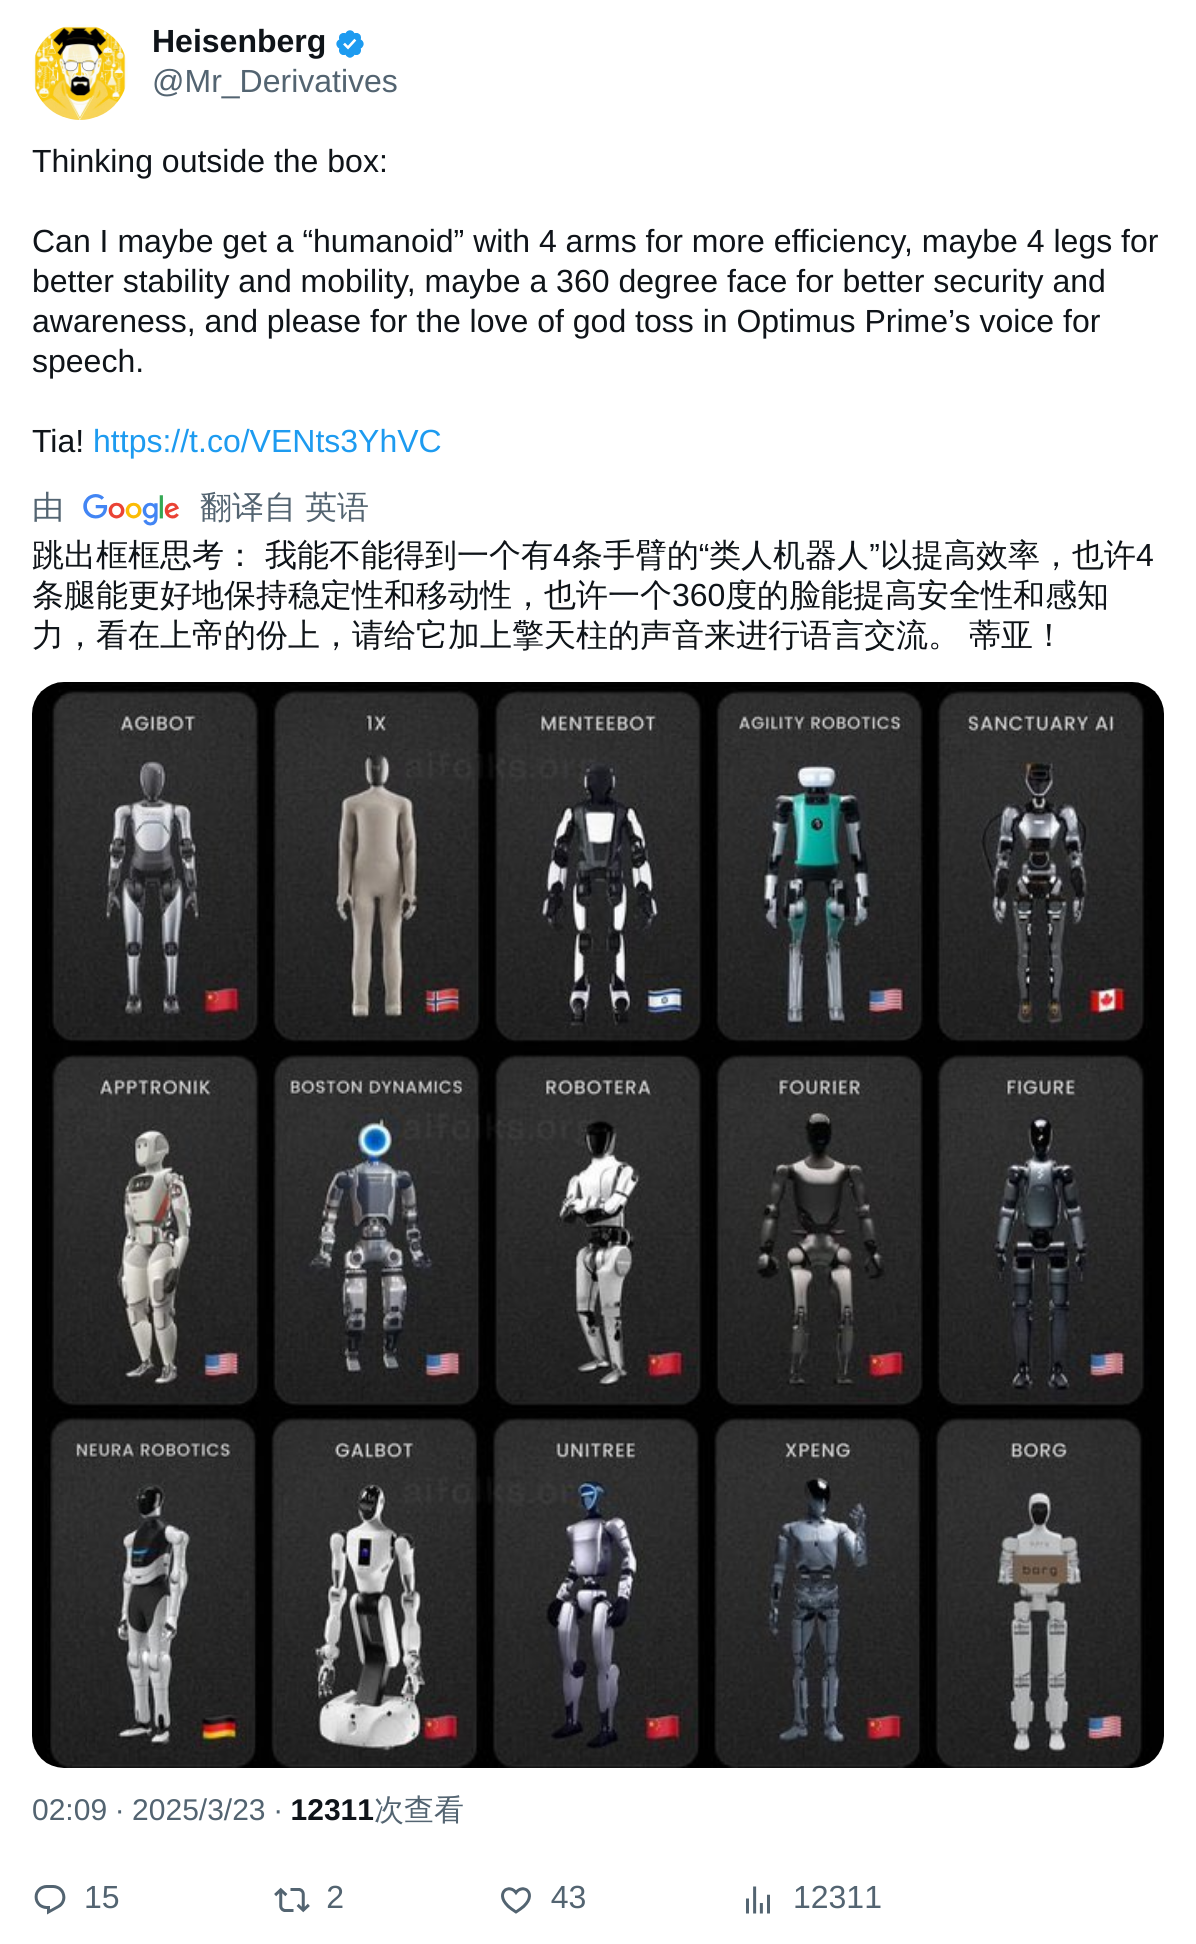 Heisenberg
@Mr_Derivatives
Thinking outside the box:
Can I maybe get a “humanoid” with 4 arms for more efficiency, maybe 4 legs for
better stability and mobility, maybe a 360 degree face for better security and
awareness, and please for the love of god toss in Optimus Prime’s voice for
speech.
Tia! https://t.co/VENts3YhVC
由 Google 翻译自 英语
跳出框框思考： 我能不能得到一个有4条手臂的“类人机器人”以提高效率，也许4
条腿能更好地保持稳定性和移动性，也许一个360度的脸能提高安全性和感知
力，看在上帝的份上，请给它加上擎天柱的声音来进行语言交流。 蒂亚！
AGIBOT 1X MENTEEBOT AGILITY ROBOTICS SANCTUARY AI
aifolks.org
APPTRONIK BOSTON DYNAMICS ROBOTERA FOURIER FIGURE
aifolks.org
NEURA ROBOTICS GALBOT UNITREE XPENG BORG
aifolks.org
borg
02:09 · 2025/3/23 · 12311次查看
15 2 43 12311